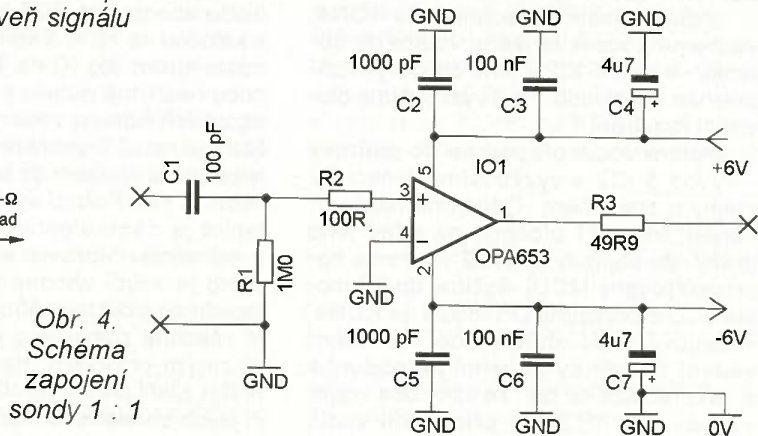 veň signálu
GND
GND
GND
1000 pF
100 nF
4u7
C2
C3
C4
+
+6V
C1
100 pF
-Ω
ad
R2
100R
5
IO1
3
+
4
−
1
2
OPA653
R3
49R9
R1
1M0
GND
-6V
Obr. 4.
Schéma
zapojení
sondy 1 : 1
GND
1000 pF
100 nF
4u7
C5
C6
C7
+
GND
GND
GND
0V